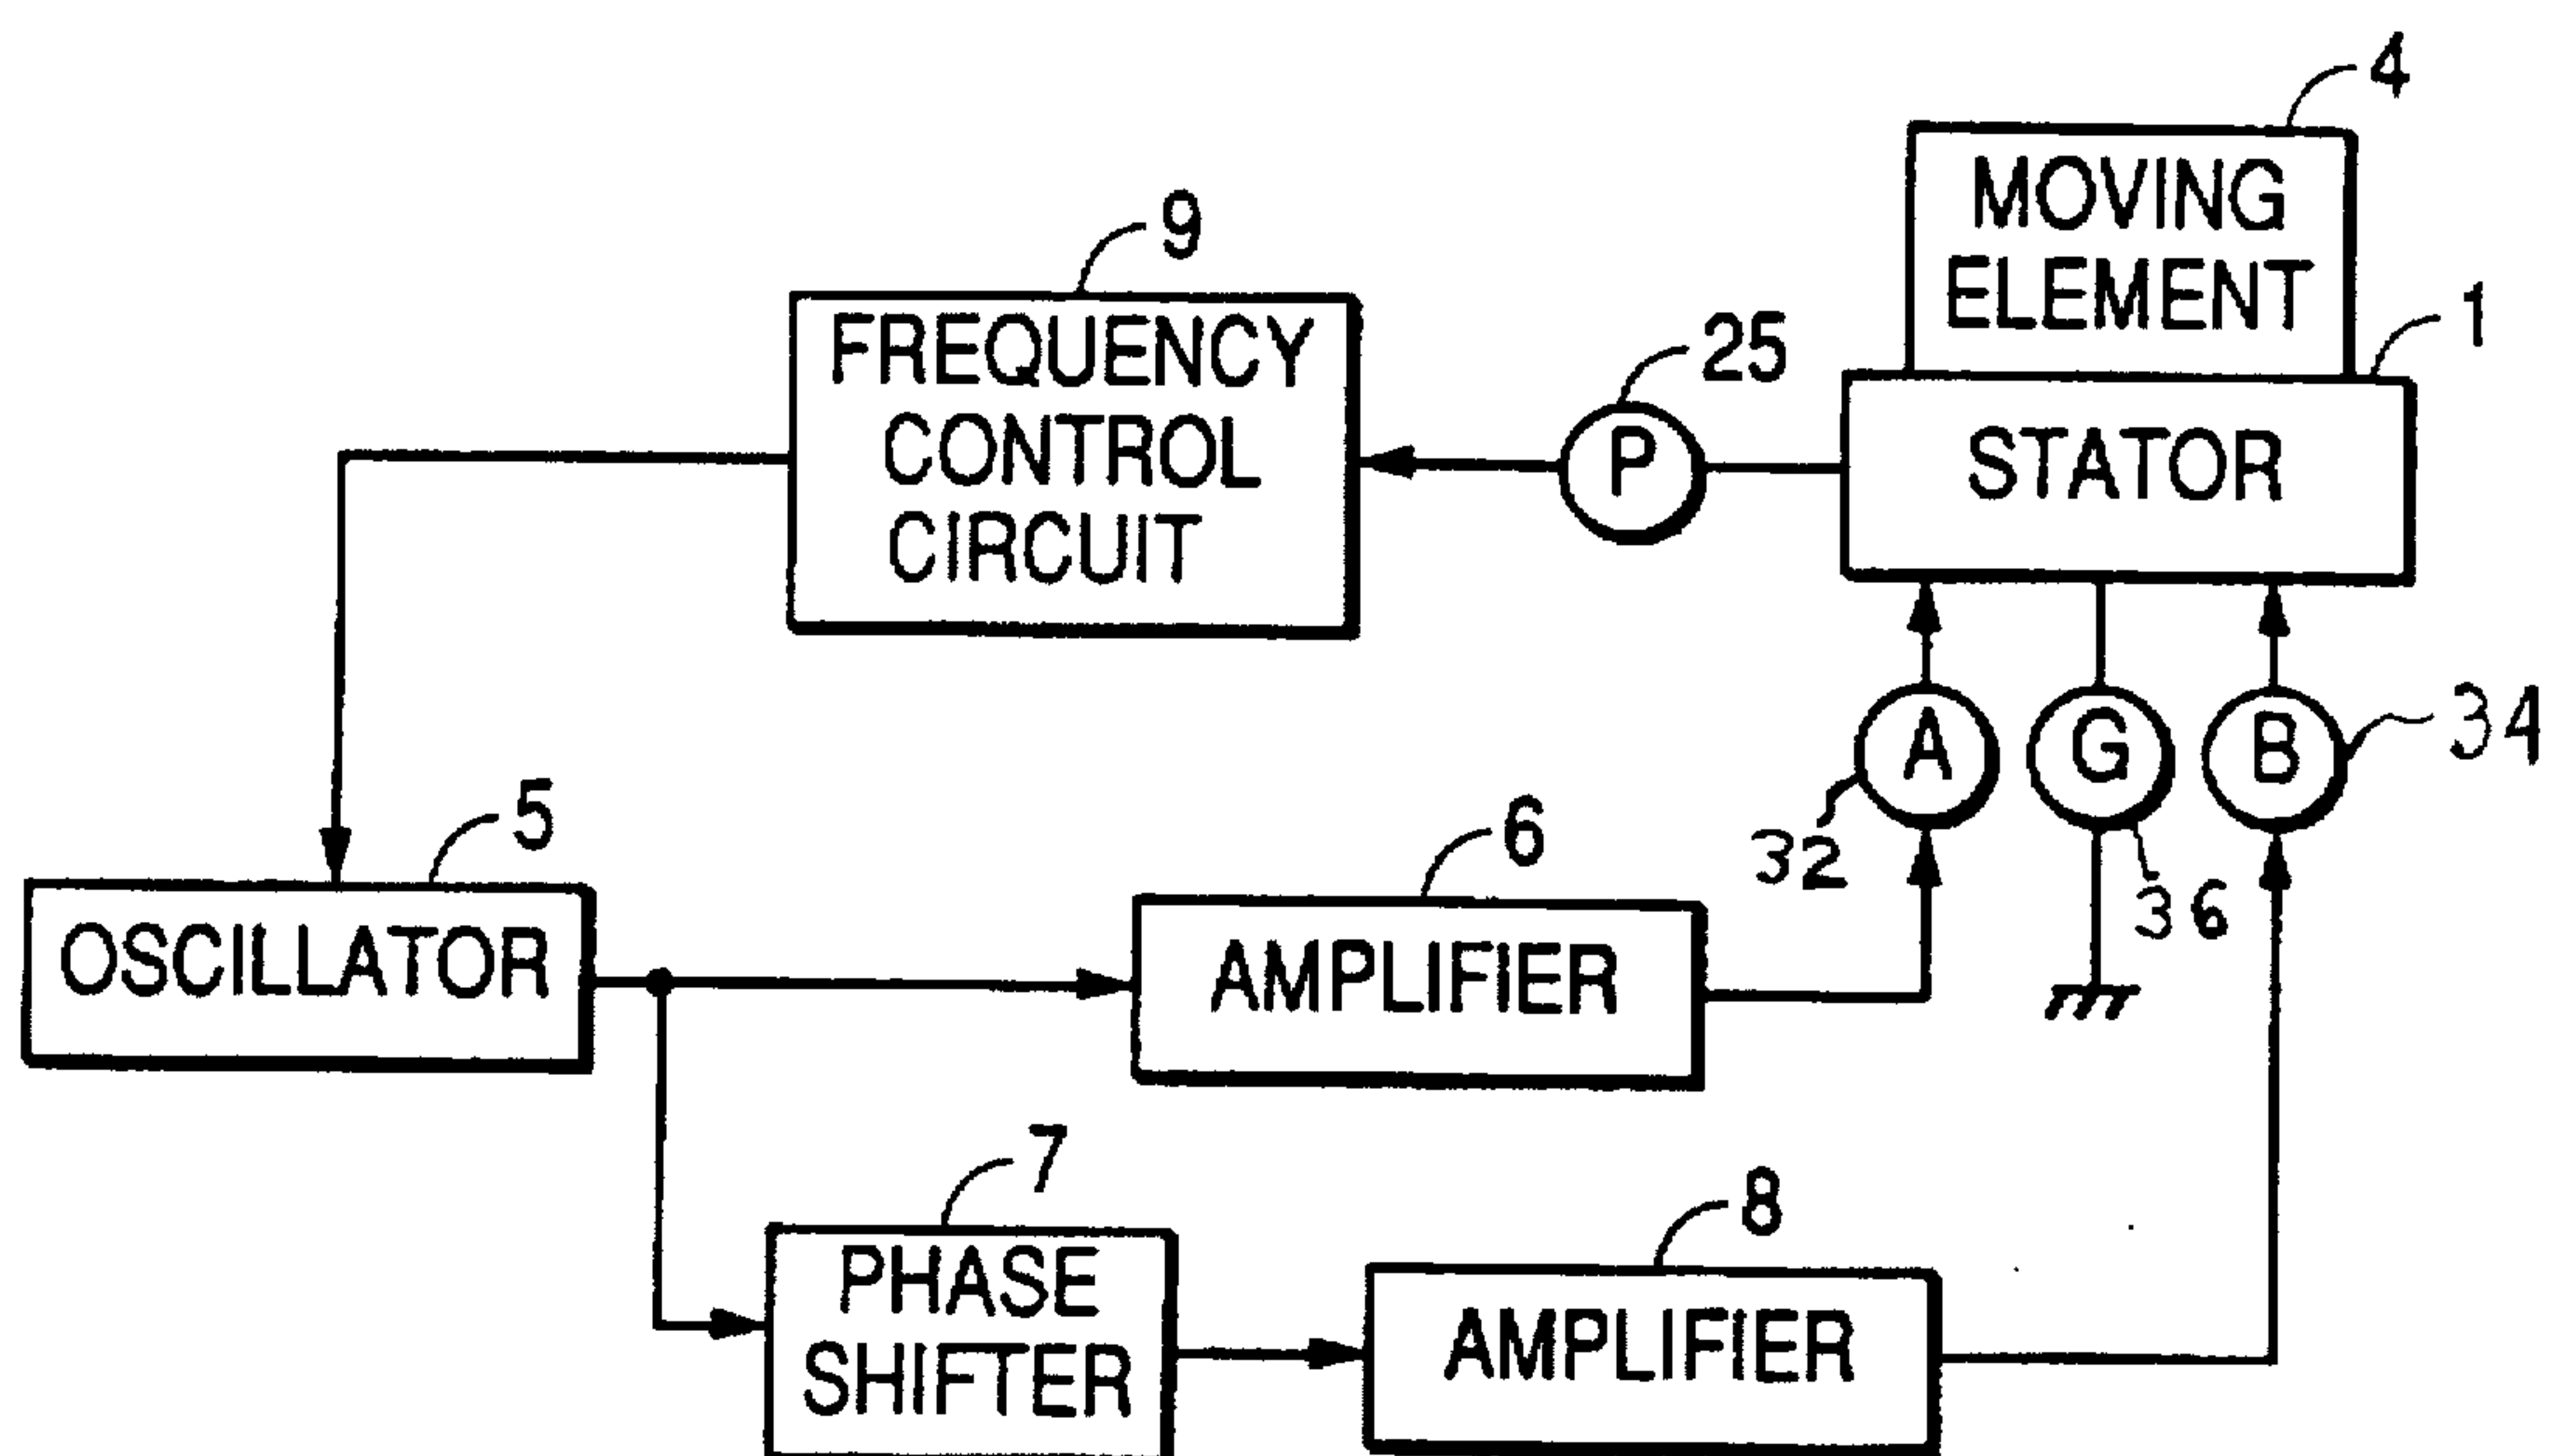 4
MOVING
ELEMENT
1
STATOR
9
FREQUENCY
CONTROL
CIRCUIT
25
P
A
G
B
34
32
36
5
OSCILLATOR
6
AMPLIFIER
7
PHASE
SHIFTER
8
AMPLIFIER